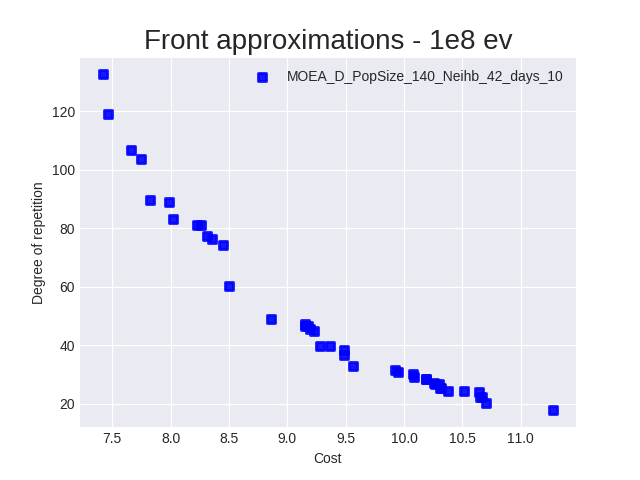 Front approximations - 1e8 ev
MOEA_D_PopSize_140_Neihb_42_days_10
Degree of repetition
120
100
80
60
40
20
7.5 8.0 8.5 9.0 9.5 10.0 10.5 11.0
Cost